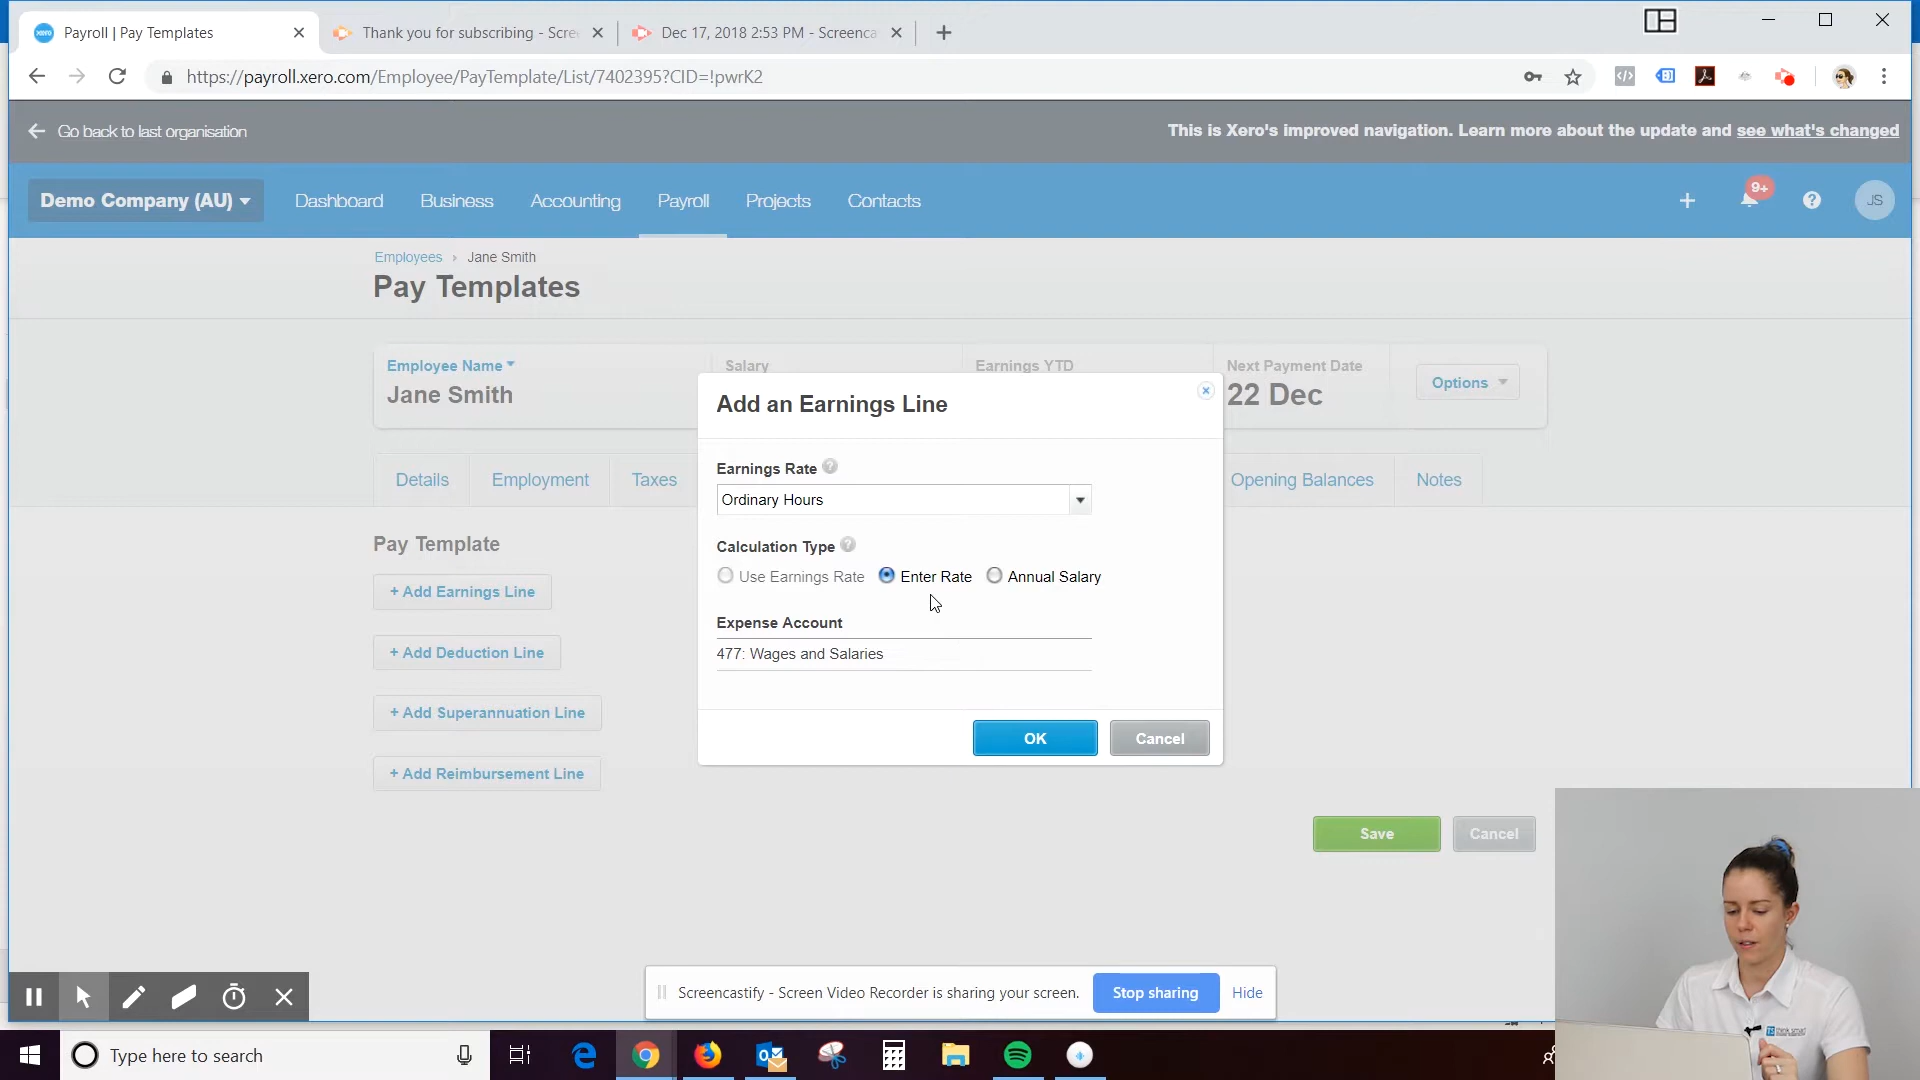 Payroll | Pay Templates
Thank you for subscribing - Scre
Dec 17, 2018 2:53 PM - Screenca
https://payroll.xero.com/Employee/PayTemplate/List/7402395?CID=!pwrK2
Go back to last organisation
This is Xero's improved navigation. Learn more about the update and see what's changed
Demo Company (AU)
Dashboard
Business
Accounting
Payroll
Projects
Contacts
9+
JS
Employees › Jane Smith
Pay Templates
Employee Name
Jane Smith
Salary
Earnings YTD
Next Payment Date
22 Dec
Options
Details
Employment
Taxes
Opening Balances
Notes
Pay Template
+ Add Earnings Line
+ Add Deduction Line
+ Add Superannuation Line
+ Add Reimbursement Line
Add an Earnings Line
Earnings Rate
Ordinary Hours
Calculation Type
Use Earnings Rate
Enter Rate
Annual Salary
Expense Account
477: Wages and Salaries
OK
Cancel
Save
Cancel
Screencastify - Screen Video Recorder is sharing your screen.
Stop sharing
Hide
Type here to search